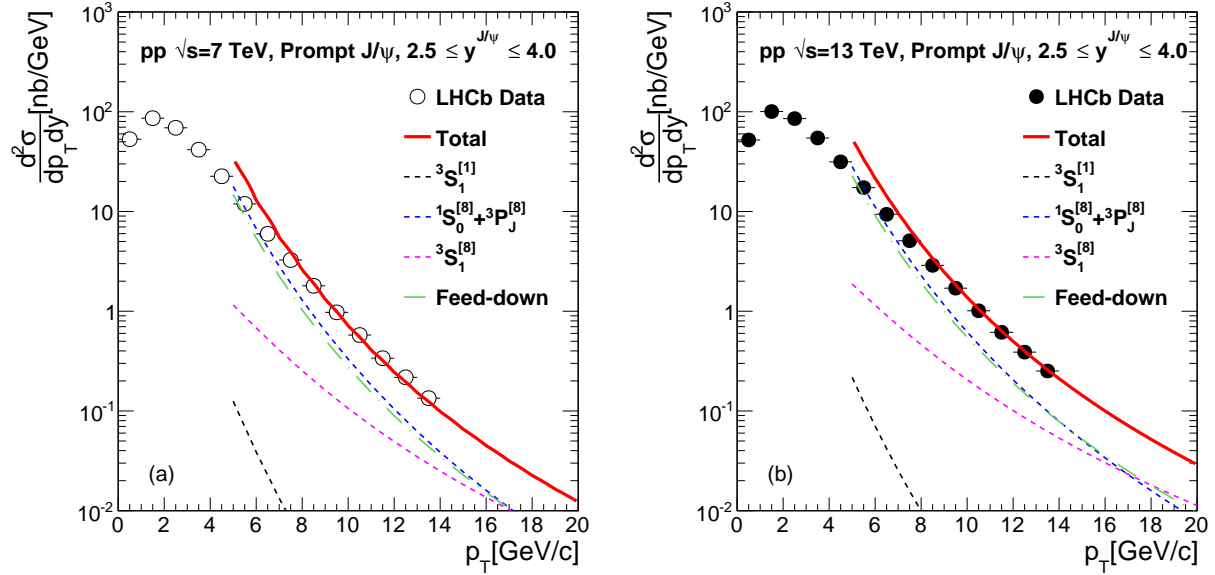 pp √s=7 TeV, Prompt J/ψ, 2.5 ≤ y^J/ψ ≤ 4.0
d²σ/dp_T dy [nb/GeV]
LHCb Data
Total
³S₁^[1]
¹S₀^[8]+³P_J^[8]
³S₁^[8]
Feed-down
(a)
10³
10²
10
1
10⁻¹
10⁻²
0 2 4 6 8 10 12 14 16 18 20
p_T[GeV/c]
pp √s=13 TeV, Prompt J/ψ, 2.5 ≤ y^J/ψ ≤ 4.0
d²σ/dp_T dy [nb/GeV]
LHCb Data
Total
³S₁^[1]
¹S₀^[8]+³P_J^[8]
³S₁^[8]
Feed-down
(b)
10³
10²
10
1
10⁻¹
10⁻²
0 2 4 6 8 10 12 14 16 18 20
p_T[GeV/c]